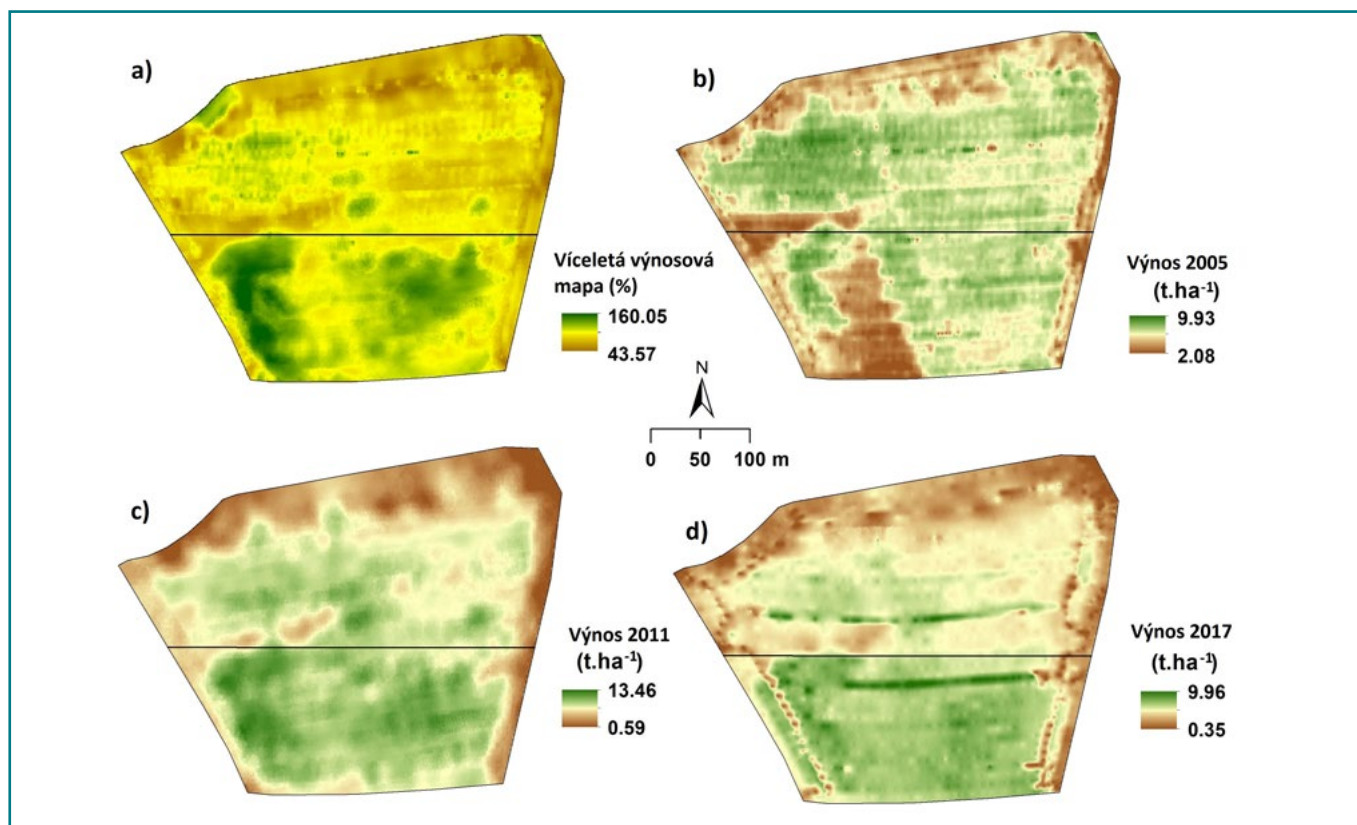 a)
Víceletá výnosová
mapa (%)
160.05
43.57
b)
Výnos 2005
(t.ha⁻¹)
9.93
2.08
N
0 50 100 m
c)
Výnos 2011
(t.ha⁻¹)
13.46
0.59
d)
Výnos 2017
(t.ha⁻¹)
9.96
0.35